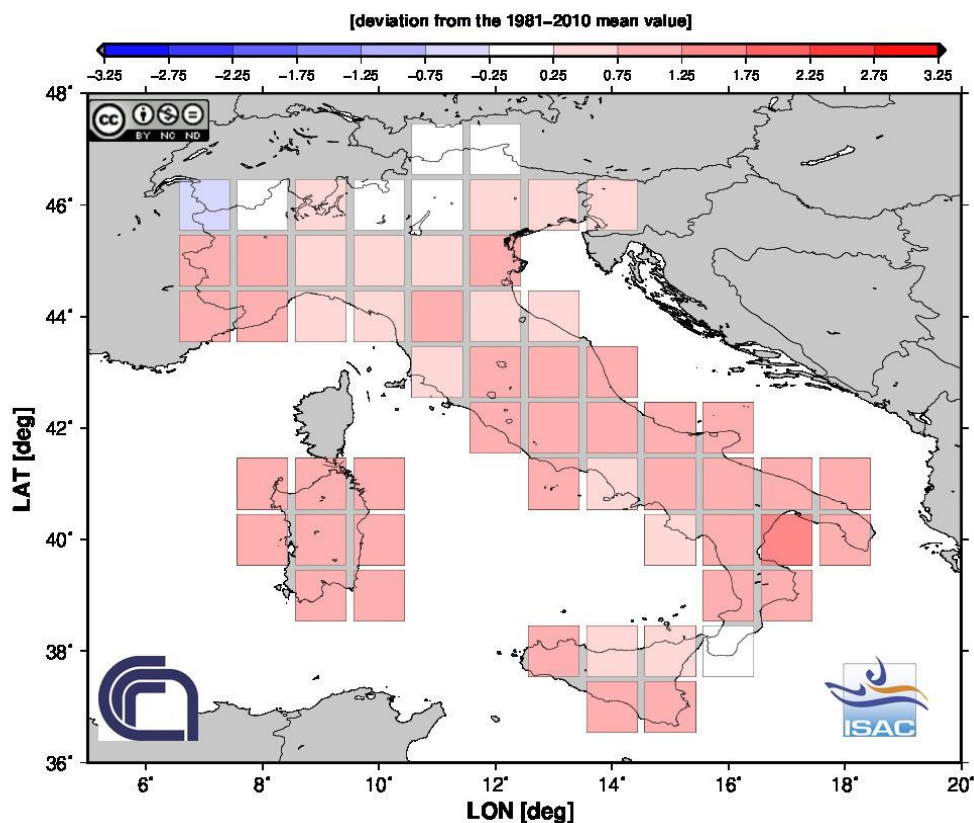 [deviation from the 1981−2010 mean value]
−3.25 −2.75 −2.25 −1.75 −1.25 −0.75 −0.25 0.25 0.75 1.25 1.75 2.25 2.75 3.25
48˚
cc
BY NC ND
46˚
44˚
42˚
LAT [deg]
40˚
38˚
ISAC
36˚
6˚ 8˚ 10˚ 12˚ 14˚ 16˚ 18˚ 20˚
LON [deg]